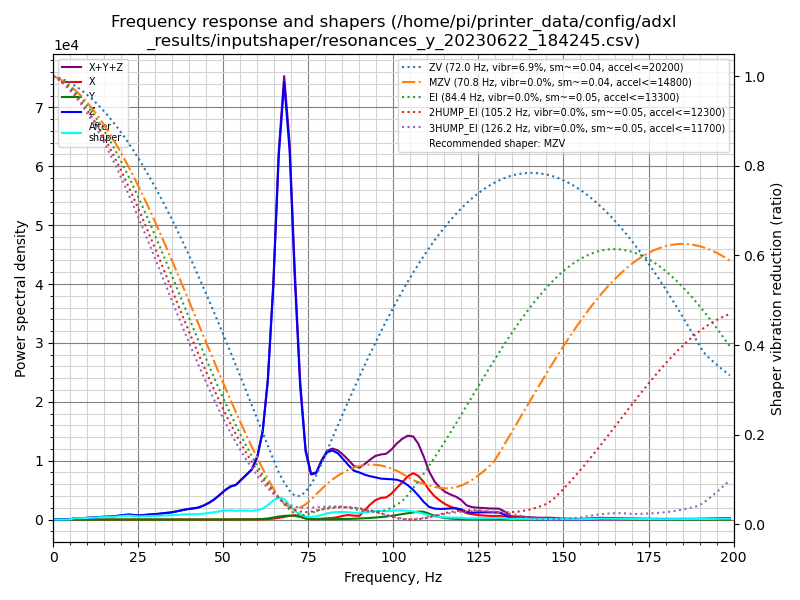 Frequency response and shapers (/home/pi/printer_data/config/adxl
_results/inputshaper/resonances_y_20230622_184245.csv)
1e4
X+Y+Z
X
Y
Z
After
shaper
ZV (72.0 Hz, vibr=6.9%, sm~=0.04, accel<=20200)
MZV (70.8 Hz, vibr=0.0%, sm~=0.04, accel<=14800)
EI (84.4 Hz, vibr=0.0%, sm~=0.05, accel<=13300)
2HUMP_EI (105.2 Hz, vibr=0.0%, sm~=0.05, accel<=12300)
3HUMP_EI (126.2 Hz, vibr=0.0%, sm~=0.05, accel<=11700)
Recommended shaper: MZV
Power spectral density
7
6
5
4
3
2
1
0
1.0
0.8
0.6
0.4
0.2
0.0
Shaper vibration reduction (ratio)
0
25
50
75
100
125
150
175
200
Frequency, Hz